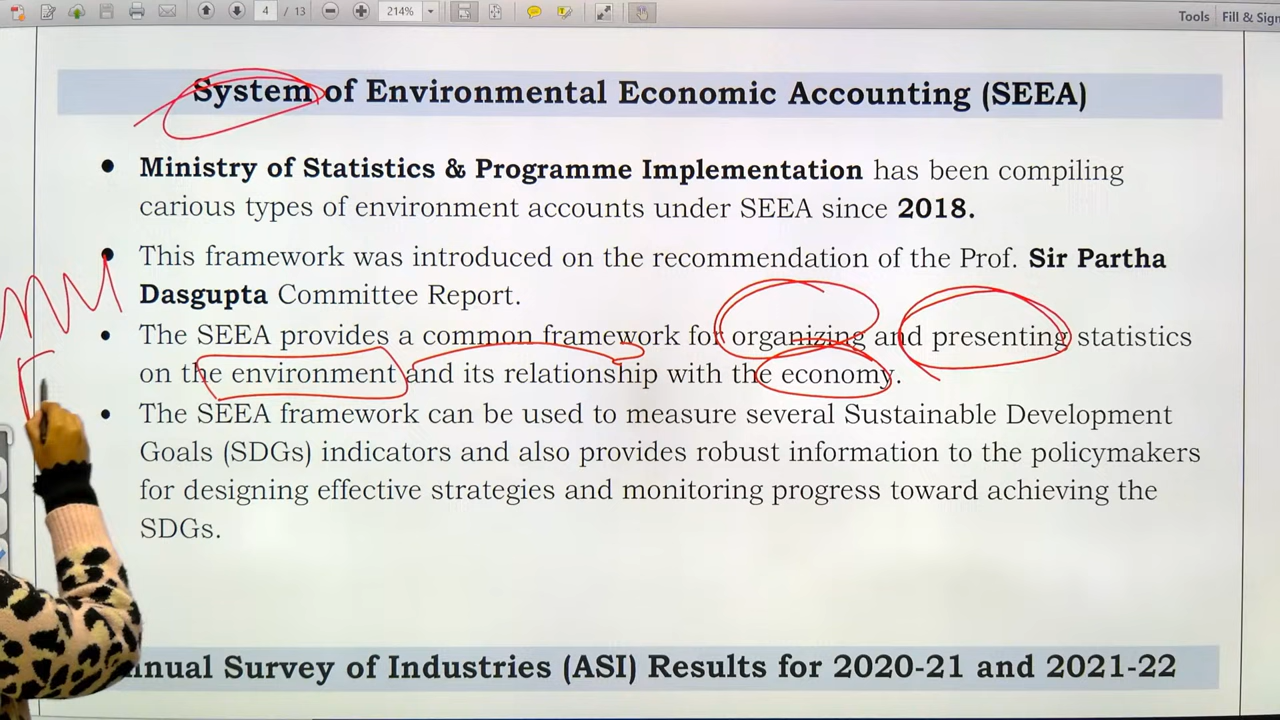 4 / 13
214%
Tools Fill & Sign
System of Environmental Economic Accounting (SEEA)
• Ministry of Statistics & Programme Implementation has been compiling
carious types of environment accounts under SEEA since 2018.
• This framework was introduced on the recommendation of the Prof. Sir Partha
Dasgupta Committee Report.
• The SEEA provides a common framework for organizing and presenting statistics
on the environment and its relationship with the economy.
• The SEEA framework can be used to measure several Sustainable Development
Goals (SDGs) indicators and also provides robust information to the policymakers
for designing effective strategies and monitoring progress toward achieving the
SDGs.
nnual Survey of Industries (ASI) Results for 2020-21 and 2021-22